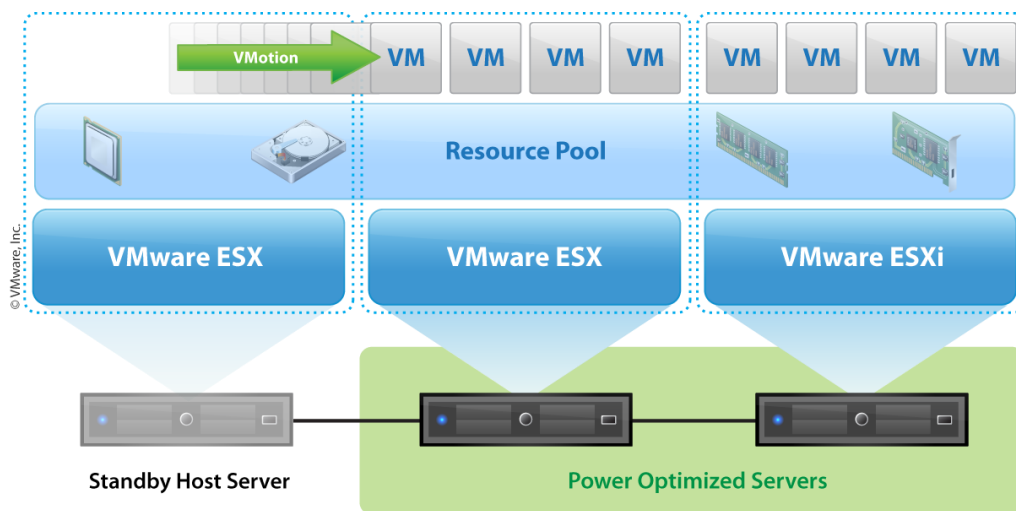 VMotion
VM VM VM VM VM VM VM VM
Resource Pool
VMware ESX VMware ESX VMware ESXi
© VMware, Inc.
Standby Host Server Power Optimized Servers